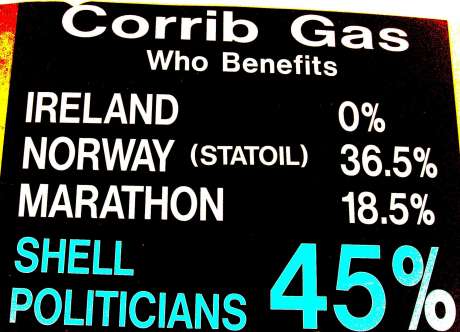 Corrib Gas
Who Benefits
IRELAND 0%
NORWAY (STATOIL) 36.5%
MARATHON 18.5%
SHELL
POLITICIANS 45%